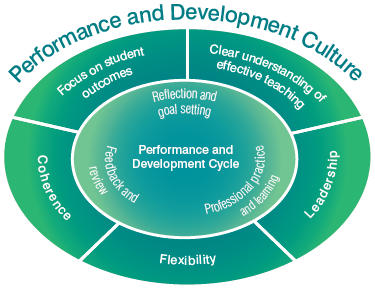 Performance and Development Culture
Focus on student
outcomes
Clear understanding of
effective teaching
Reflection and
goal setting
Performance and
Development Cycle
Feedback and
review
Professional practice
and learning
Coherence
Leadership
Flexibility